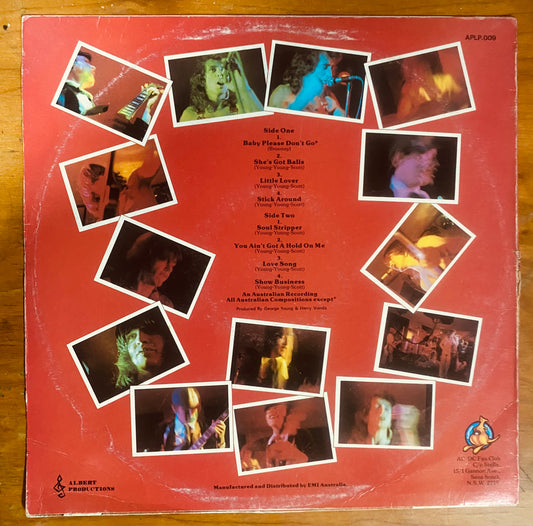 APLP.009
Side One
1.
Baby Please Don't Go*
2.
She's Got Balls
(Young-Young-Scott)
3.
Little Lover
(Young-Young-Scott)
4.
Stick Around
(Young-Young-Scott)
Side Two
1.
Soul Stripper
(Young-Young)
2.
You Ain't Got A Hold On Me
(Young-Young-Scott)
3.
Love Song
(Young-Young-Scott)
4.
Show Business
(Young-Young-Scott)
An Australian Recording
All Australian Compositions except*
Produced By George Young & Harry Vanda
ALBERT
PRODUCTIONS
Manufactured and Distributed by EMI Australia.
Fan Club
15/1 Gannon Ave.,
N.S.W.